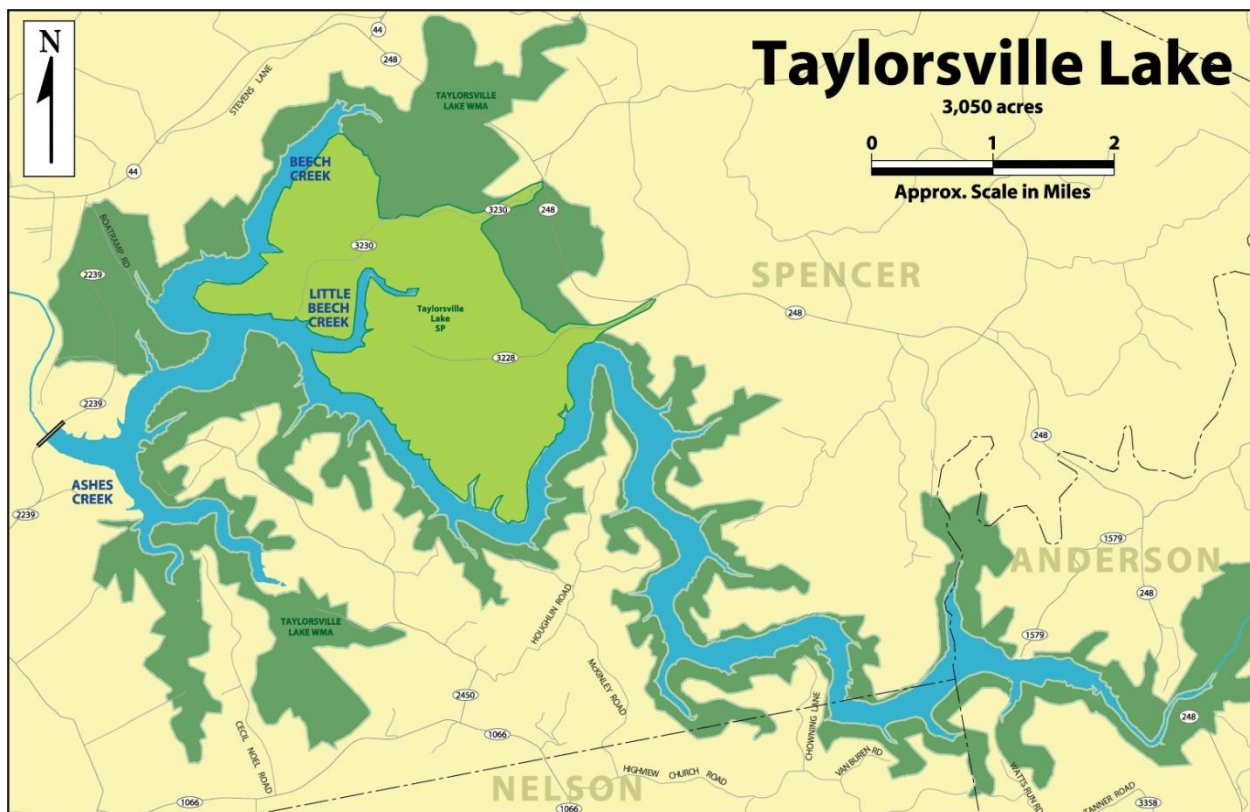 N
Taylorsville Lake
3,050 acres
0 1 2
Approx. Scale in Miles
44
248
STEVENS LANE
TAYLORSVILLE
LAKE WMA
44
BEECH
CREEK
BOATRAMP RD
3230
248
3230
2239
LITTLE
BEECH
CREEK
Taylorsville
Lake
SP
SPENCER
248
3228
2239
248
ASHES
CREEK
2239
1579
ANDERSON
248
HOUGHLIN ROAD
TAYLORSVILLE
LAKE WMA
1579
McKINLEY ROAD
2450
CHOWNING LANE
248
CECIL NOEL ROAD
1066
VAN BUREN RD
HIGHVIEW CHURCH ROAD
WATTS RUN RD
NELSON
TANNER ROAD
1066
1066
3358